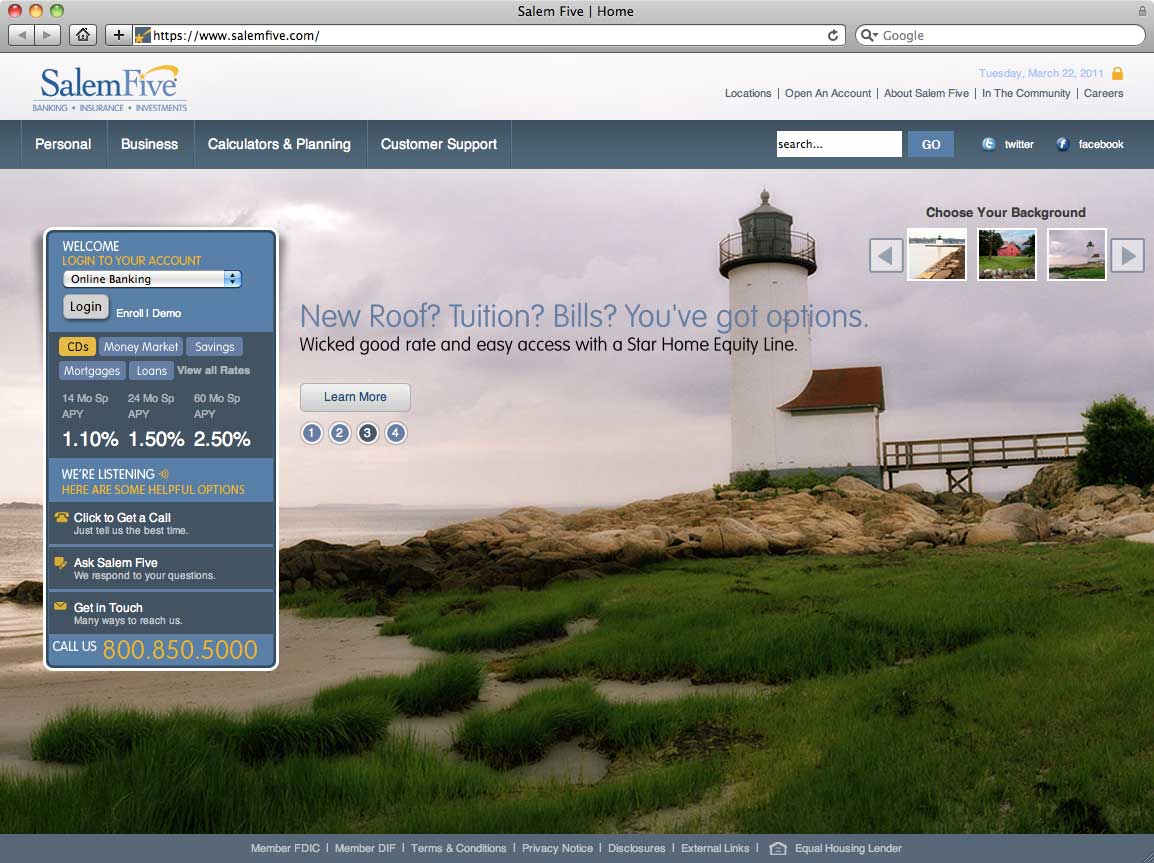 Salem Five | Home
https://www.salemfive.com/
Google
SalemFive
BANKING • INSURANCE • INVESTMENTS
Tuesday, March 22, 2011
Locations | Open An Account | About Salem Five | In The Community | Careers
Personal
Business
Calculators & Planning
Customer Support
search...
GO
twitter
facebook
Choose Your Background
WELCOME
LOGIN TO YOUR ACCOUNT
Online Banking
Login
Enroll | Demo
CDs Money Market Savings
Mortgages Loans View all Rates
14 Mo Sp 24 Mo Sp 60 Mo Sp
APY APY APY
1.10% 1.50% 2.50%
WE'RE LISTENING
HERE ARE SOME HELPFUL OPTIONS
Click to Get a Call
Just tell us the best time.
Ask Salem Five
We respond to your questions.
Get in Touch
Many ways to reach us.
CALL US 800.850.5000
New Roof? Tuition? Bills? You've got options.
Wicked good rate and easy access with a Star Home Equity Line.
Learn More
1 2 3 4
Member FDIC | Member DIF | Terms & Conditions | Privacy Notice | Disclosures | External Links | Equal Housing Lender